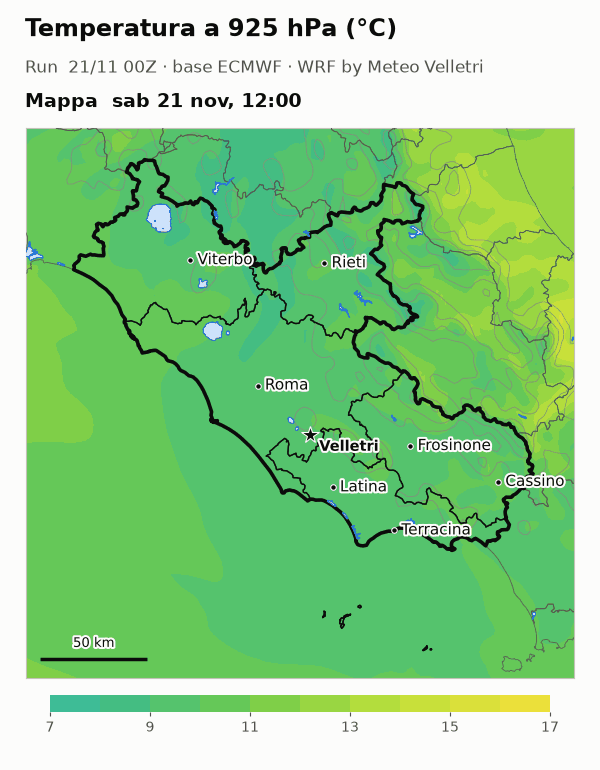 Temperatura a 925 hPa (°C)
Run  21/11 00Z · base ECMWF · WRF by Meteo Velletri
Mappa  sab 21 nov, 12:00
Viterbo
Rieti
Roma
Velletri
Frosinone
Latina
Cassino
Terracina
50 km
7 9 11 13 15 17